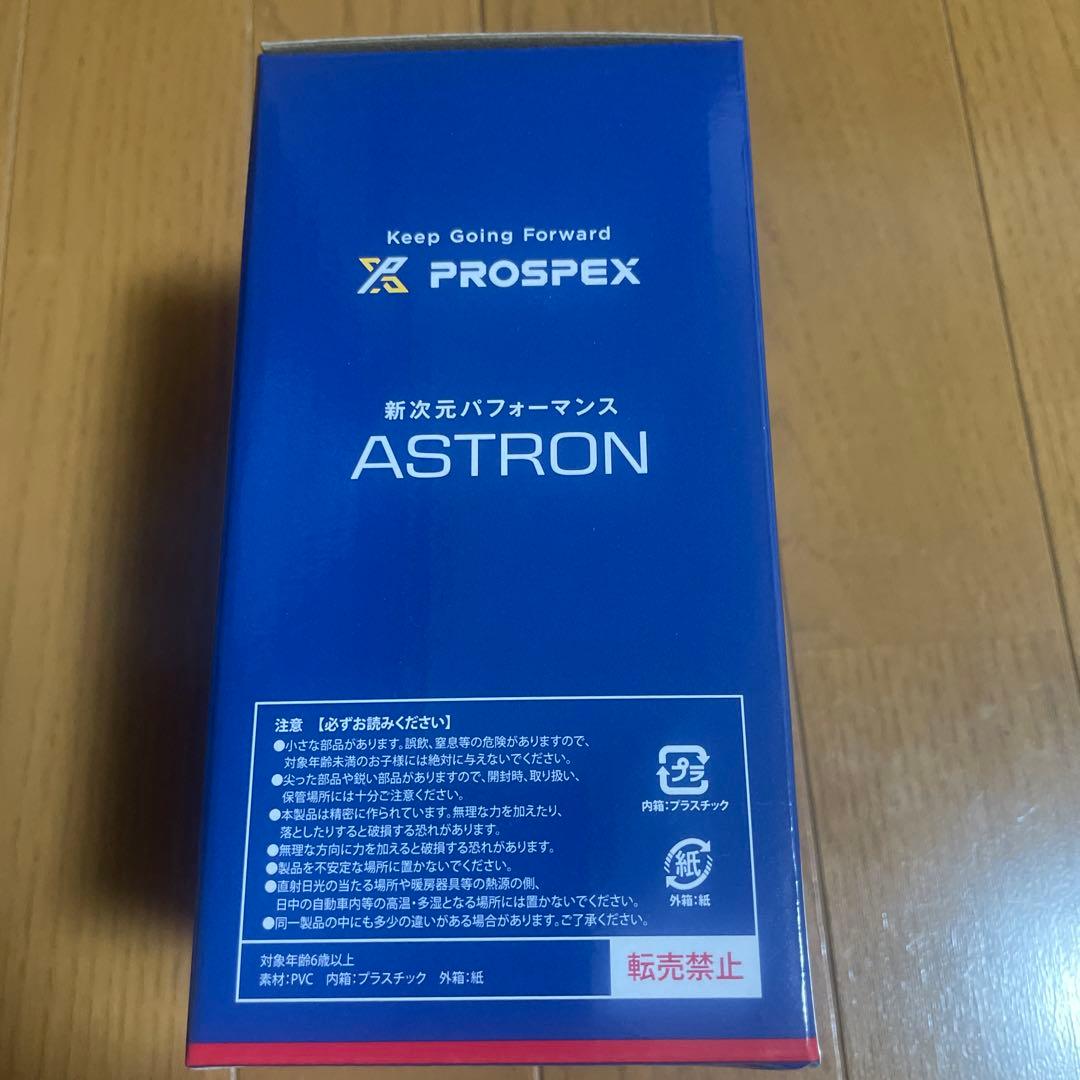 Keep Going Forward
PROSPEX
新次元パフォーマンス
ASTRON
注意 【必ずお読みください】
●小さな部品があります。誤飲、窒息等の危険がありますので、
対象年齢未満のお子様には絶対に与えないでください。
●尖った部品や鋭い部品がありますので、開封時、取り扱い、
保管場所には十分ご注意ください。
●本製品は精密に作られています。無理な力を加えたり、
落としたりすると破損する恐れがあります。
●無理な方向に力を加えると破損する恐れがあります。
●製品を不安定な場所に置かないでください。
●直射日光の当たる場所や暖房器具等の熱源の側、
日中の自動車内等の高温・多湿となる場所には置かないでください。
●同一製品の中にも多少の違いがある場合があります。ご了承ください。
プラ
内箱:プラスチック
紙
外箱:紙
対象年齢6歳以上
素材:PVC 内箱:プラスチック 外箱:紙
転売禁止